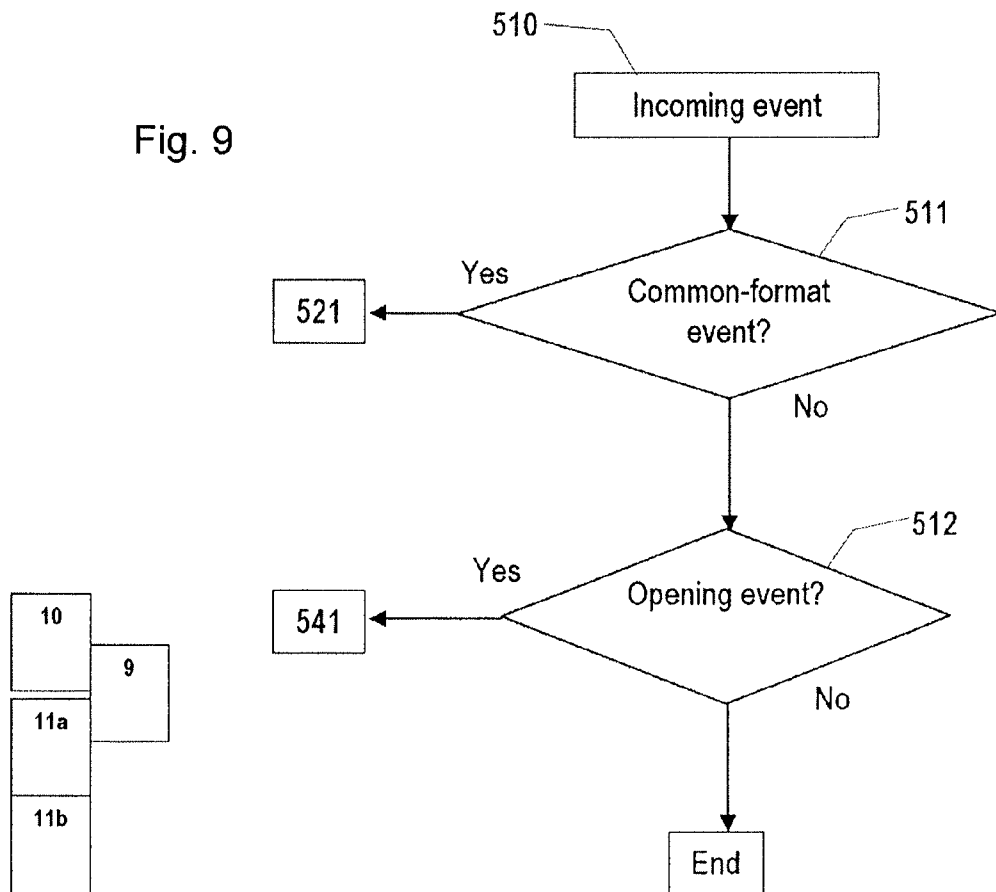 510
Incoming event
Fig. 9
511
Yes
Common-format
event?
521
No
512
Yes
Opening event?
541
No
10
9
11a
11b
End